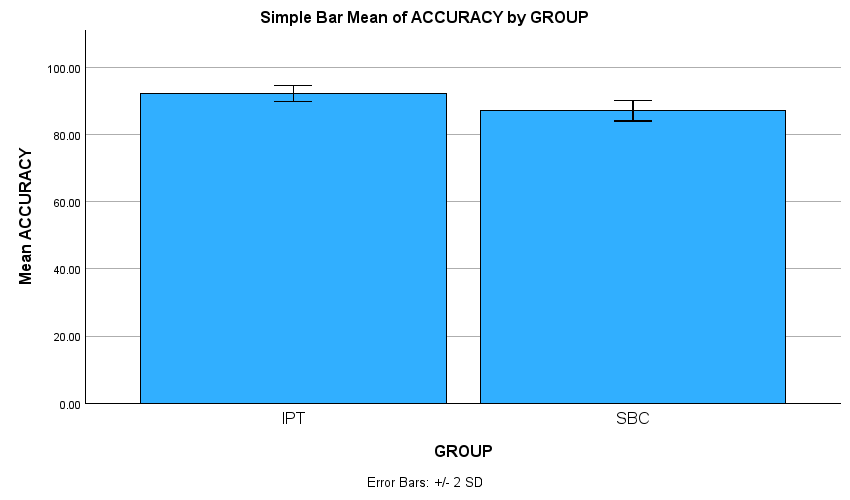 Simple Bar Mean of ACCURACY by GROUP
Mean ACCURACY
100.00
80.00
60.00
40.00
20.00
0.00
IPT
SBC
GROUP
Error Bars: +/- 2 SD